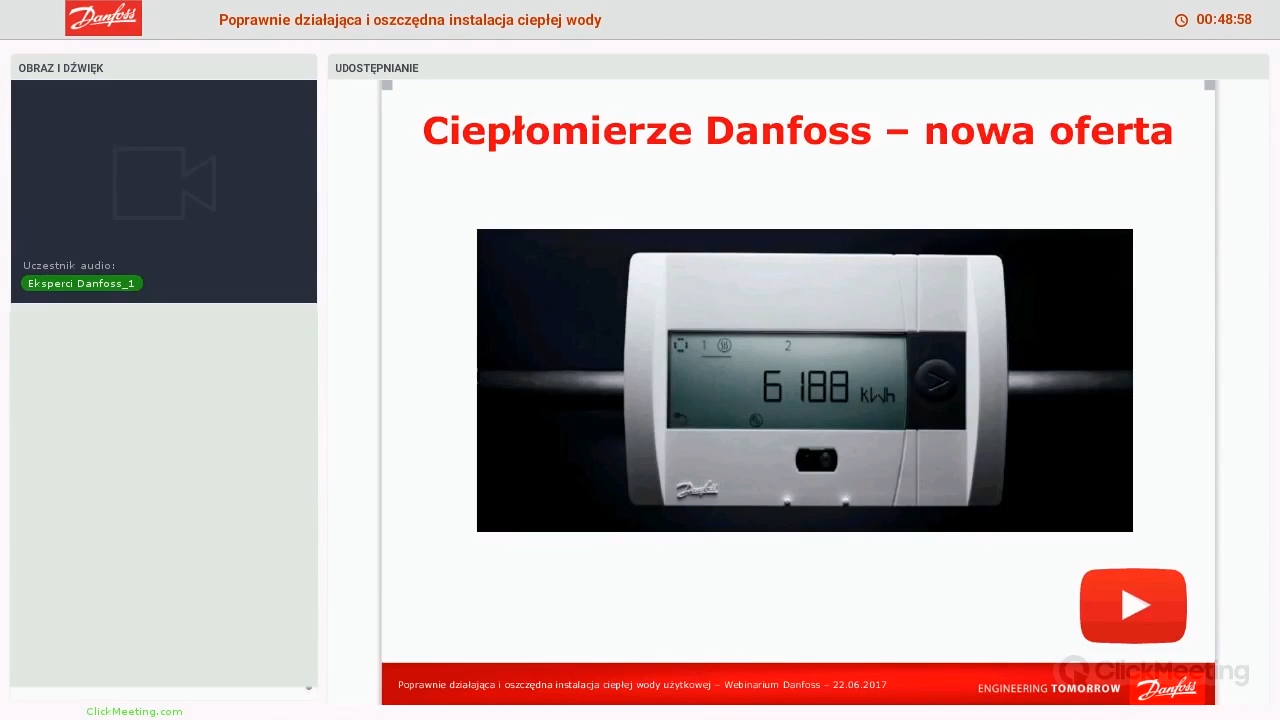 Danfoss
Poprawnie działająca i oszczędna instalacja ciepłej wody
00:48:58
OBRAZ I DŹWIĘK
UDOSTĘPNIANIE
Ciepłomierze Danfoss – nowa oferta
Uczestnik audio:
Eksperci Danfoss_1
1
2
6188 kWh
Danfoss
Poprawnie działająca i oszczędna instalacja ciepłej wody użytkowej – Webinarium Danfoss – 22.06.2017
ENGINEERING TOMORROW
Danfoss
ClickMeeting
ClickMeeting.com